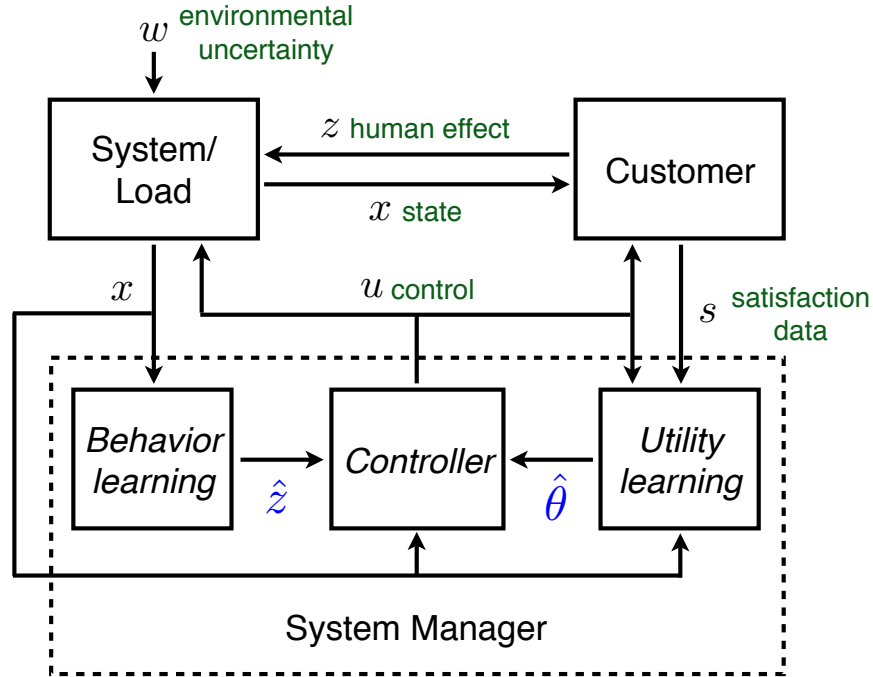 w environmental
uncertainty
System/
Load
z human effect
x state
Customer
x
u control
s satisfaction
data
Behavior
learning
ẑ
Controller
θ̂
Utility
learning
System Manager